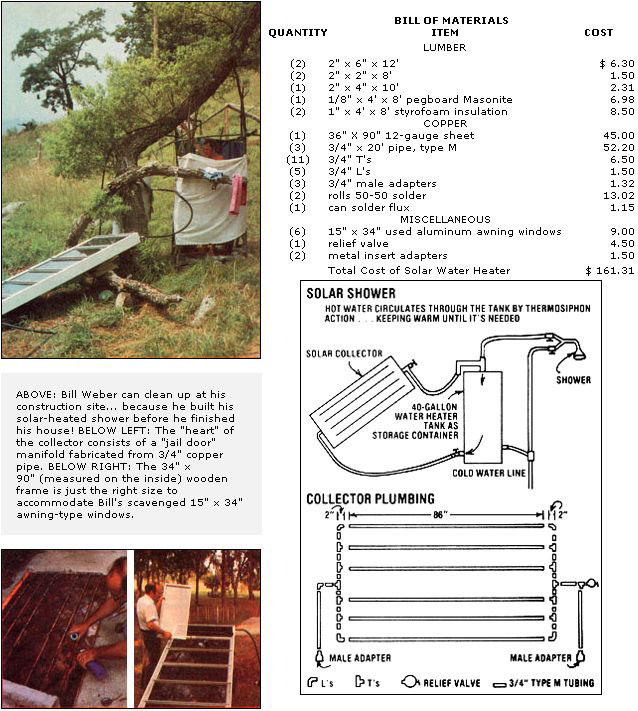 BILL OF MATERIALS
QUANTITY ITEM COST
LUMBER
(2) 2" x 6" x 12' $ 6.30
(2) 2" x 2" x 8' 1.50
(1) 2" x 4" x 10' 2.31
(1) 1/8" x 4' x 8' pegboard Masonite 6.98
(2) 1" x 4' x 8' styrofoam insulation 8.50
COPPER
(1) 36" X 90" 12-gauge sheet 45.00
(3) 3/4" x 20' pipe, type M 52.20
(11) 3/4" T's 6.50
(5) 3/4" L's 1.50
(3) 3/4" male adapters 1.32
(2) rolls 50-50 solder 13.02
(1) can solder flux 1.15
MISCELLANEOUS
(6) 15" x 34" used aluminum awning windows 9.00
(1) relief valve 4.50
(2) metal insert adapters 1.50
Total Cost of Solar Water Heater $ 161.31
ABOVE: Bill Weber can clean up at his
construction site... because he built his
solar-heated shower before he finished
his house! BELOW LEFT: The "heart" of
the collector consists of a "jail door"
manifold fabricated from 3/4" copper
pipe. BELOW RIGHT: The 34" x
90" (measured on the inside) wooden
frame is just the right size to
accommodate Bill's scavenged 15" x 34"
awning-type windows.
SOLAR SHOWER
HOT WATER CIRCULATES THROUGH THE TANK BY THERMOSIPHON
ACTION . . . KEEPING WARM UNTIL IT'S NEEDED
SOLAR COLLECTOR
SHOWER
40-GALLON
WATER HEATER
TANK AS
STORAGE CONTAINER
COLD WATER LINE
COLLECTOR PLUMBING
2" 86" 2"
MALE ADAPTER MALE ADAPTER
L's T's RELIEF VALVE 3/4" TYPE M TUBING